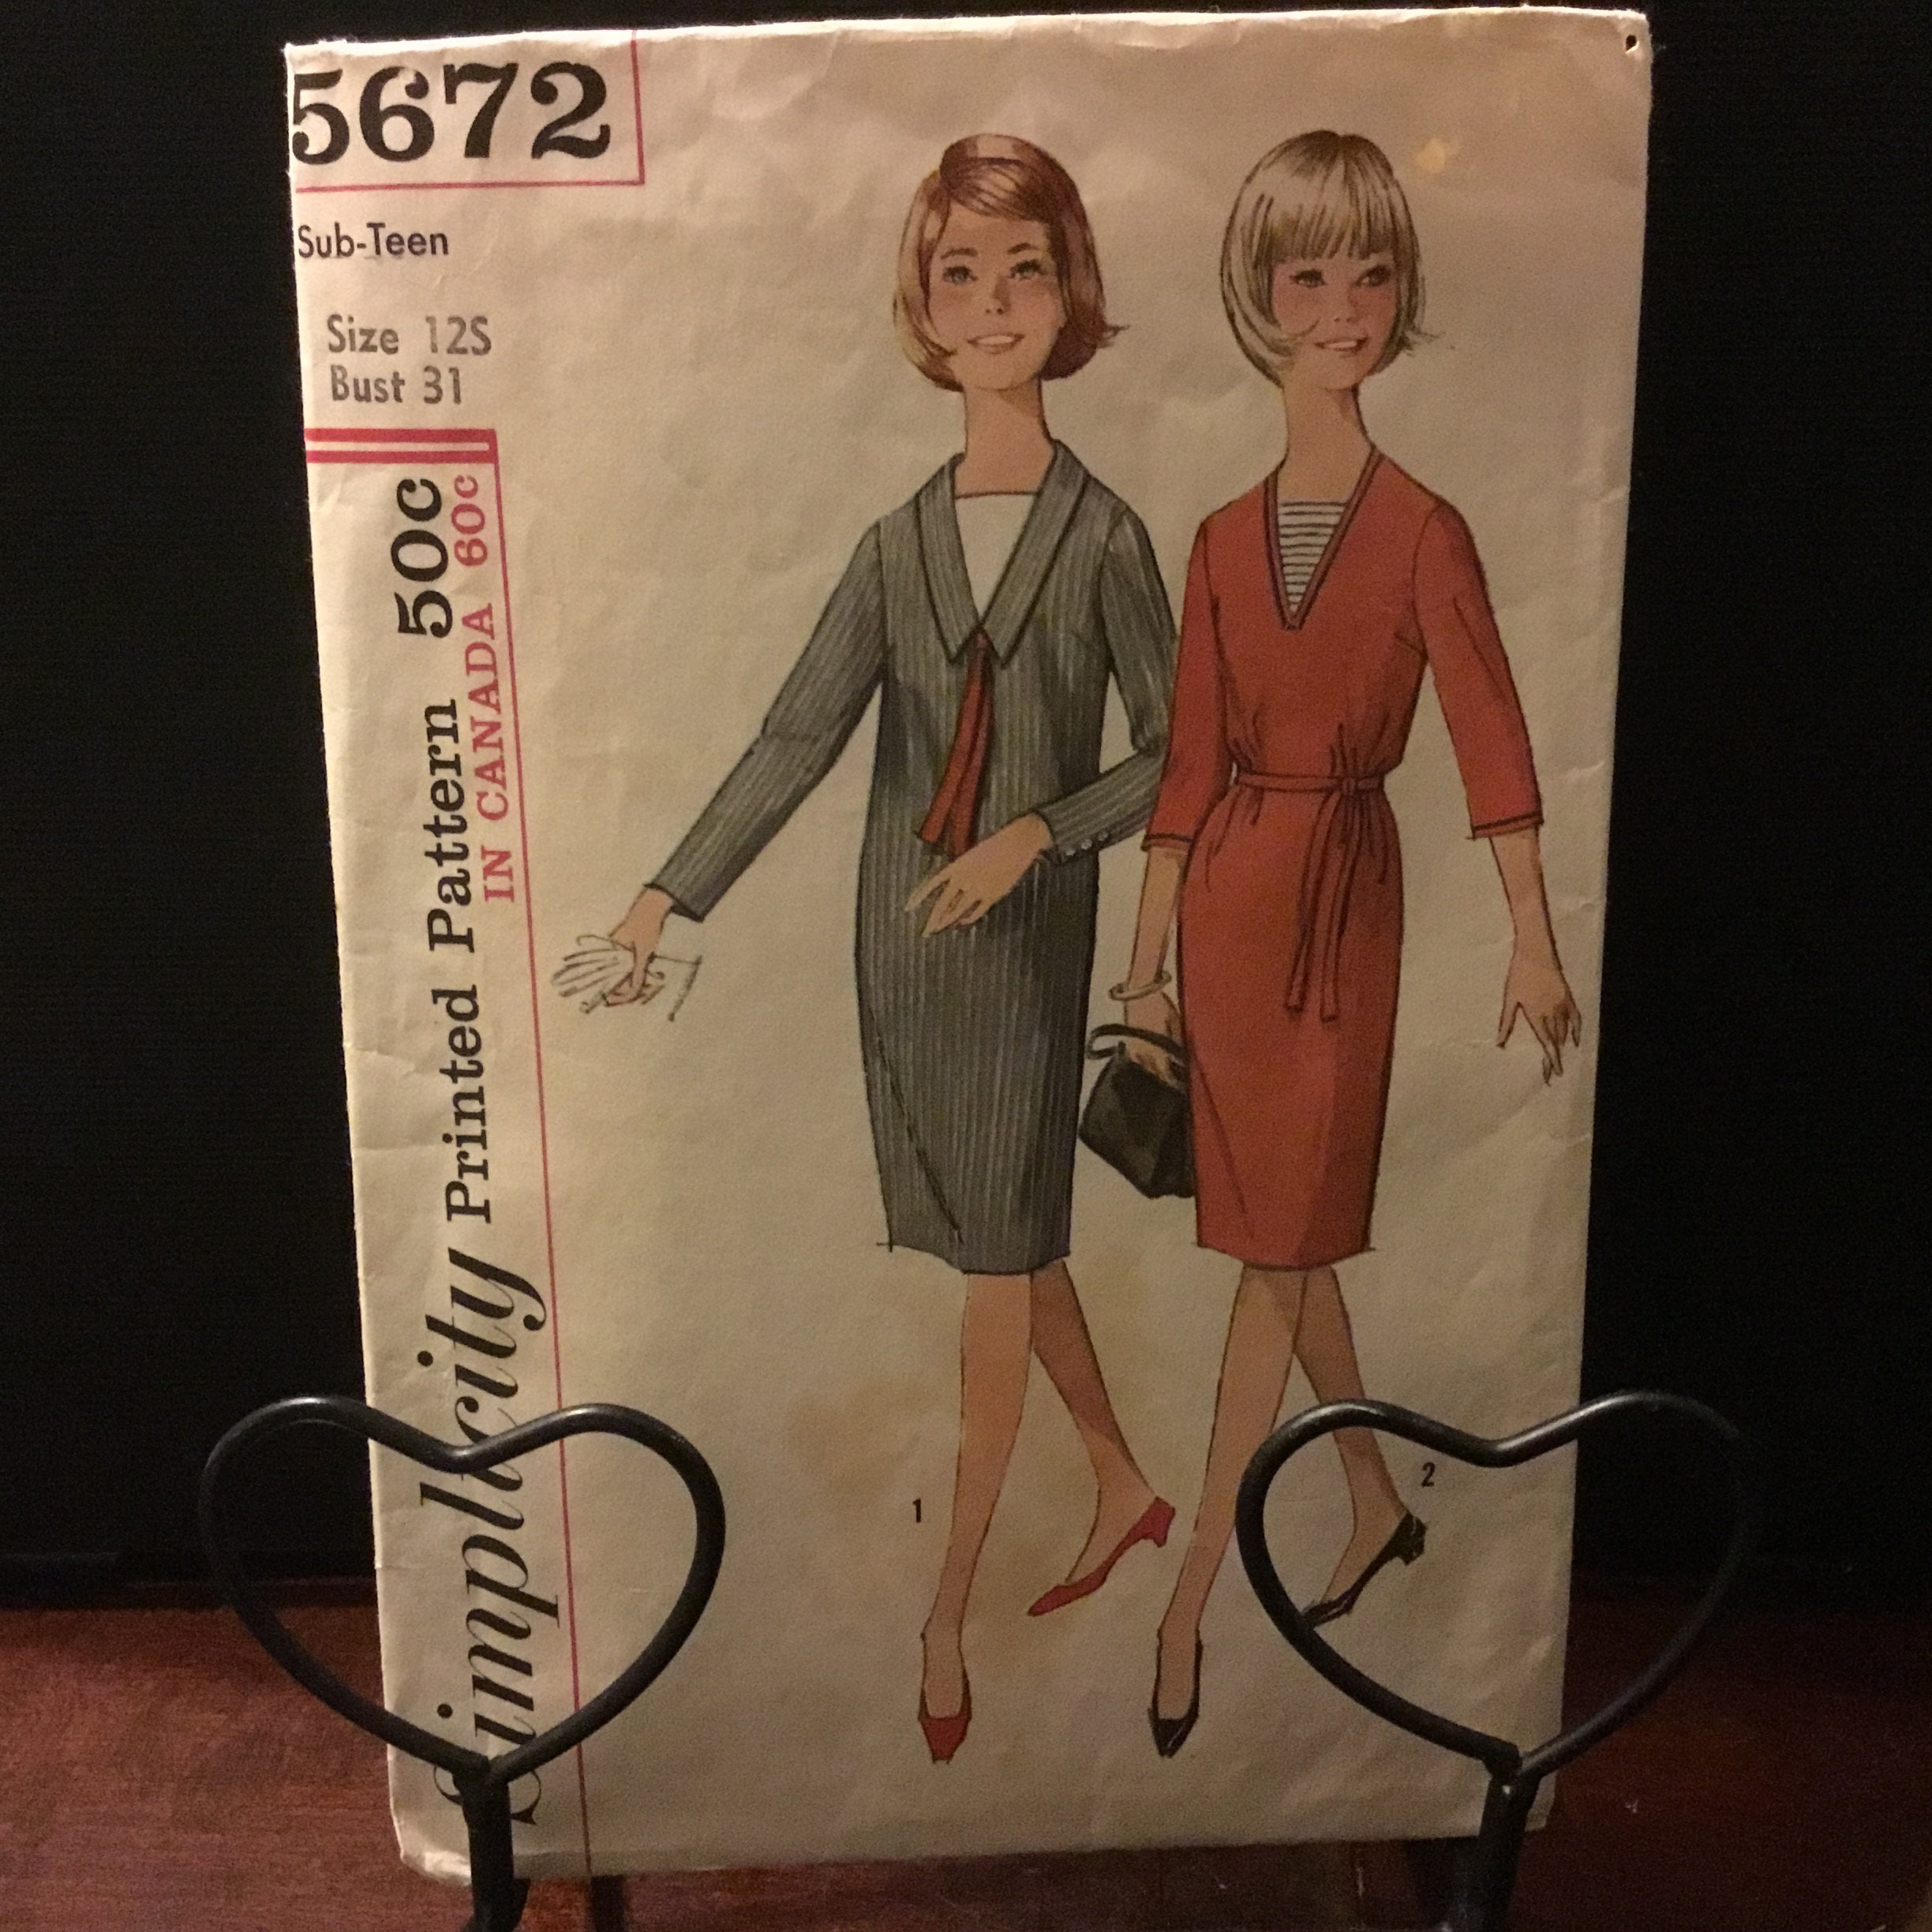 5672
Sub-Teen
Size 12S
Bust 31
Simplicity Printed Pattern 50c
IN CANADA 60c
1
2